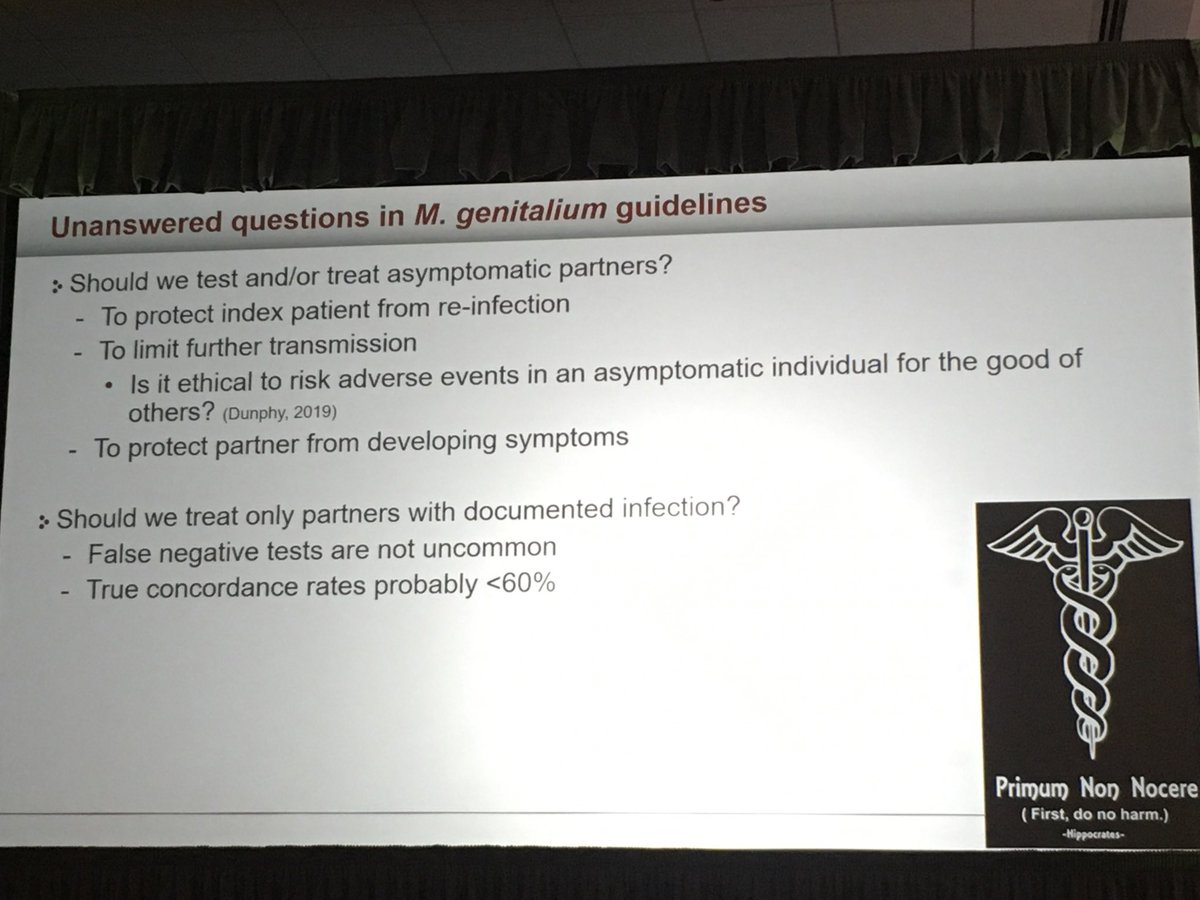 Unanswered questions in M. genitalium guidelines
Should we test and/or treat asymptomatic partners?
- To protect index patient from re-infection
- To limit further transmission
• Is it ethical to risk adverse events in an asymptomatic individual for the good of
others? (Dunphy, 2019)
- To protect partner from developing symptoms
Should we treat only partners with documented infection?
- False negative tests are not uncommon
- True concordance rates probably <60%
Primum Non Nocere
( First, do no harm.)
-Hippocrates-